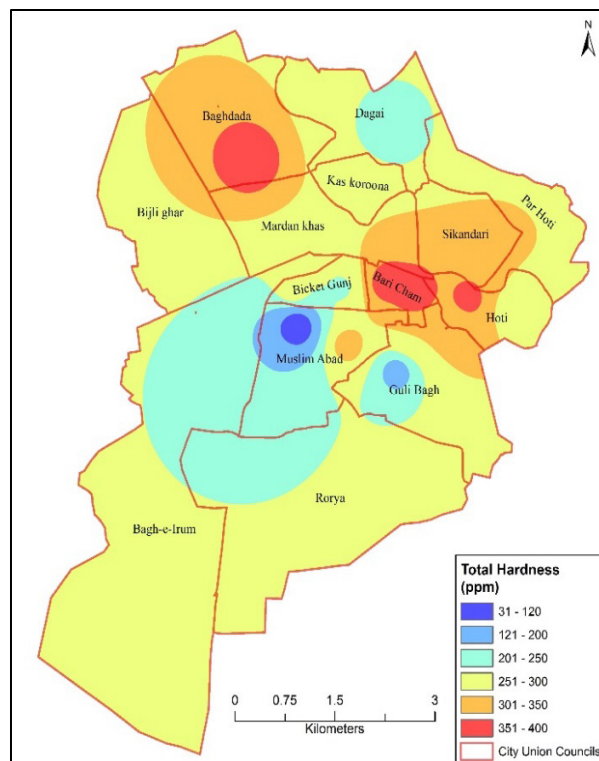 N
Baghdada
Dagai
Kas koroona
Bijli ghar
Mardan khas
Par Hoti
Sikandari
Bicket Gunj
Bari Cham
Hoti
Muslim Abad
Guli Bagh
Rorya
Bagh-e-Irum
Total Hardness
(ppm)
31 - 120
121 - 200
201 - 250
251 - 300
301 - 350
351 - 400
City Union Councils
0 0.75 1.5 3
Kilometers